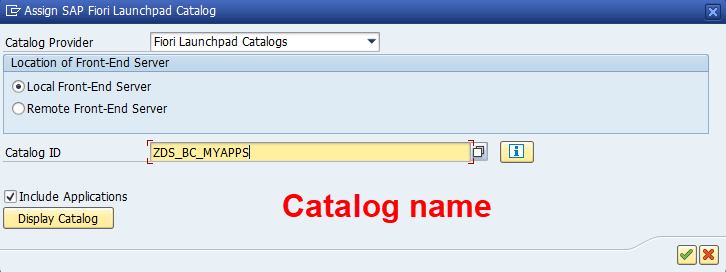 Assign SAP Fiori Launchpad Catalog
Catalog Provider Fiori Launchpad Catalogs
Location of Front-End Server
Local Front-End Server
Remote Front-End Server
Catalog ID ZDS_BC_MYAPPS
Include Applications
Display Catalog
Catalog name